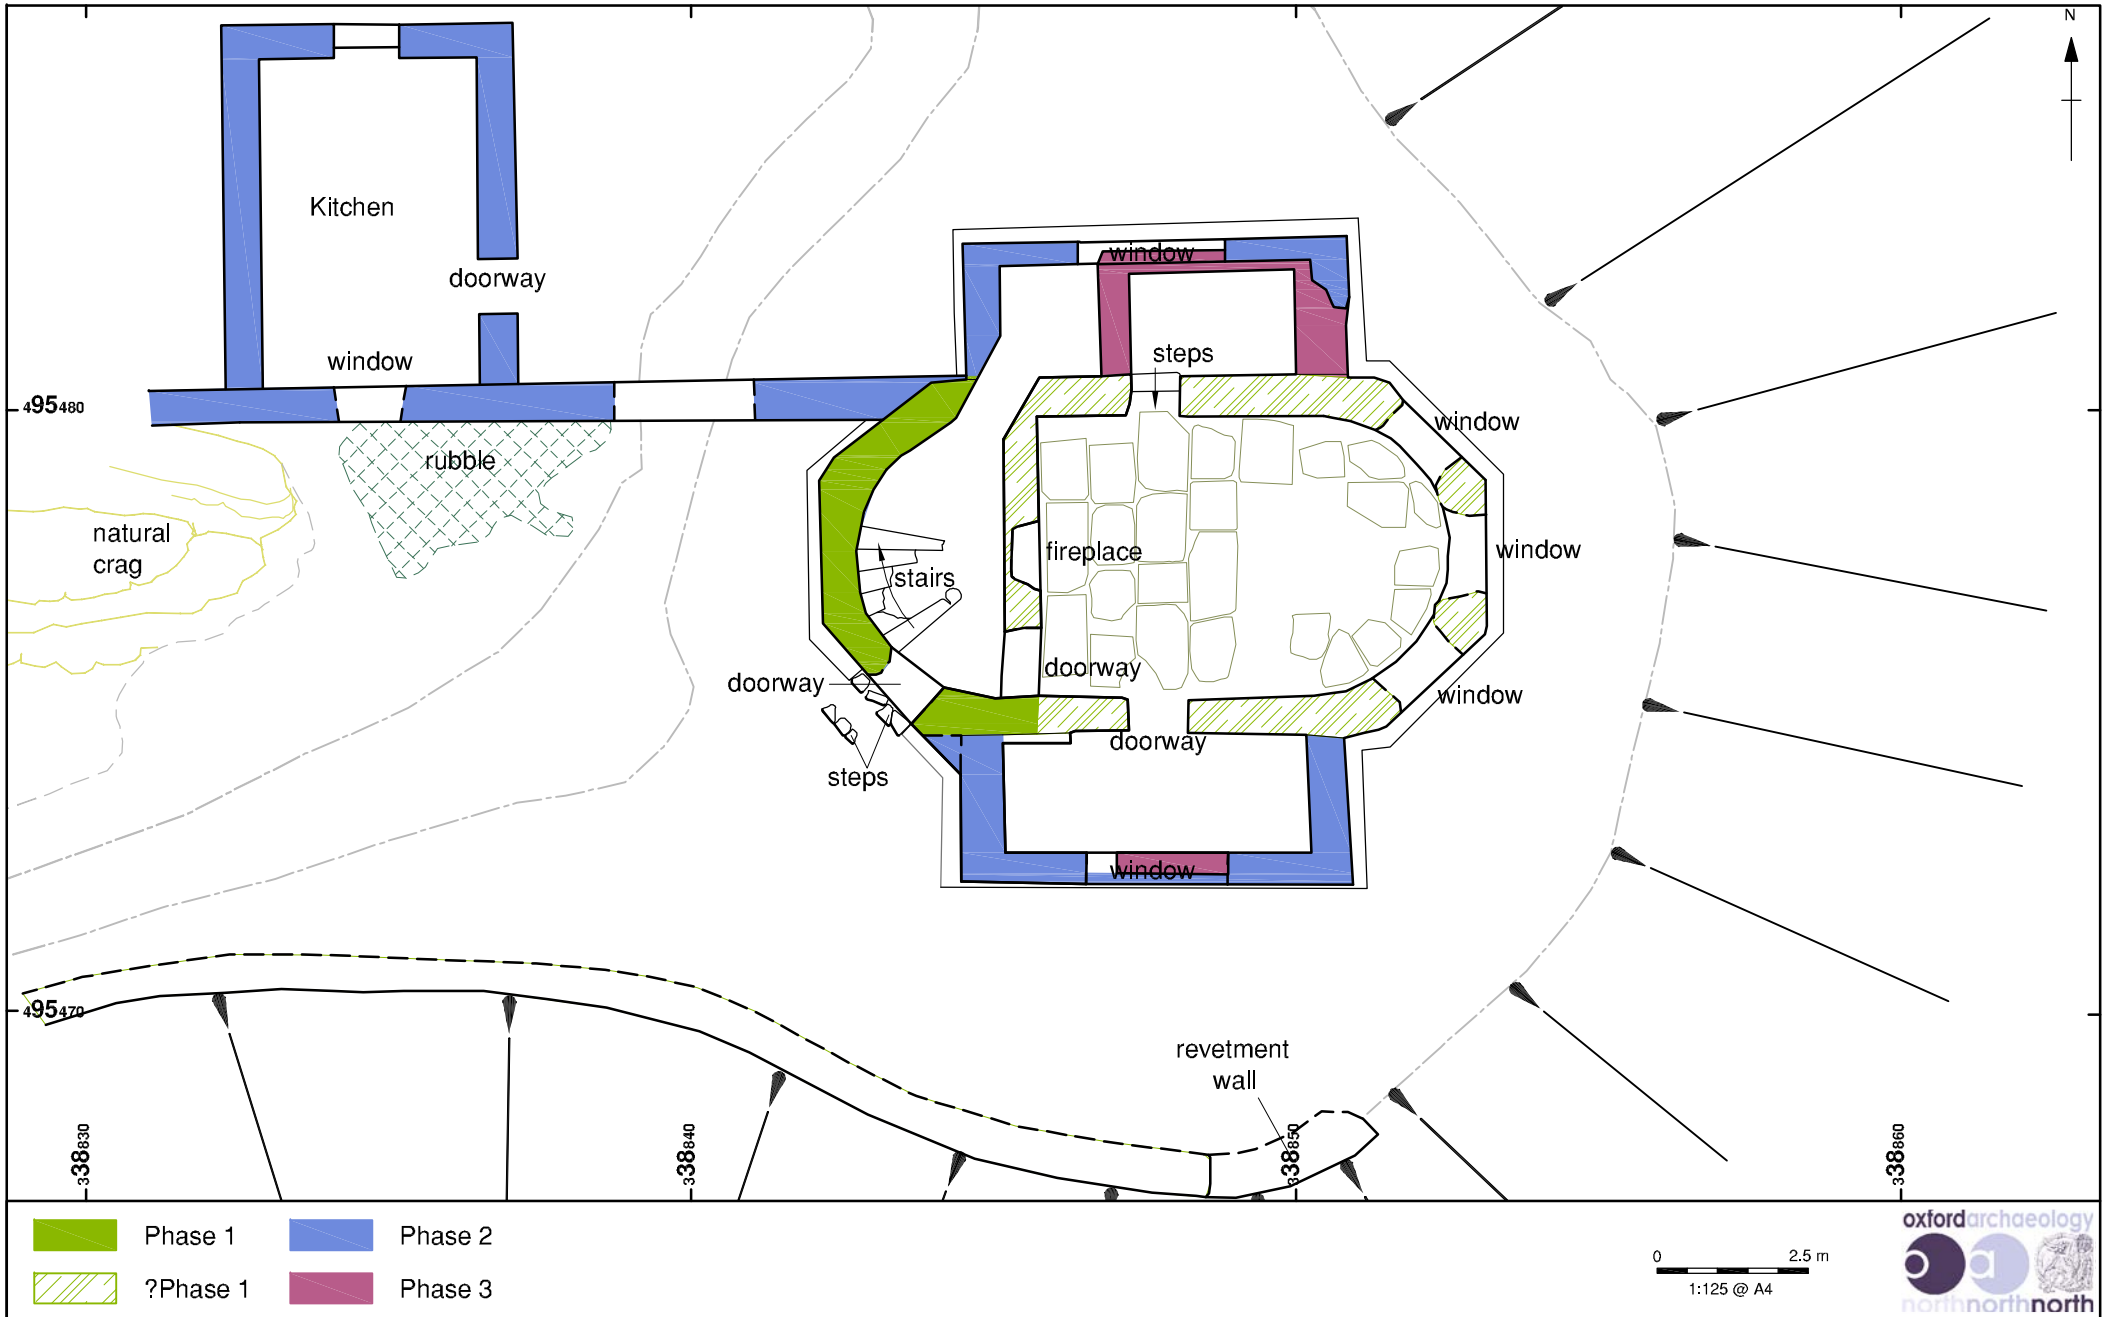 N
Kitchen
doorway
window
window
steps
495480
window
rubble
natural
crag
fireplace
window
stairs
doorway
doorway
window
doorway
steps
window
495470
revetment
wall
338830
338840
338850
338860
Phase 1
Phase 2
?Phase 1
Phase 3
0 2.5 m
1:125 @ A4
oxfordarchaeology
northnorthnorth